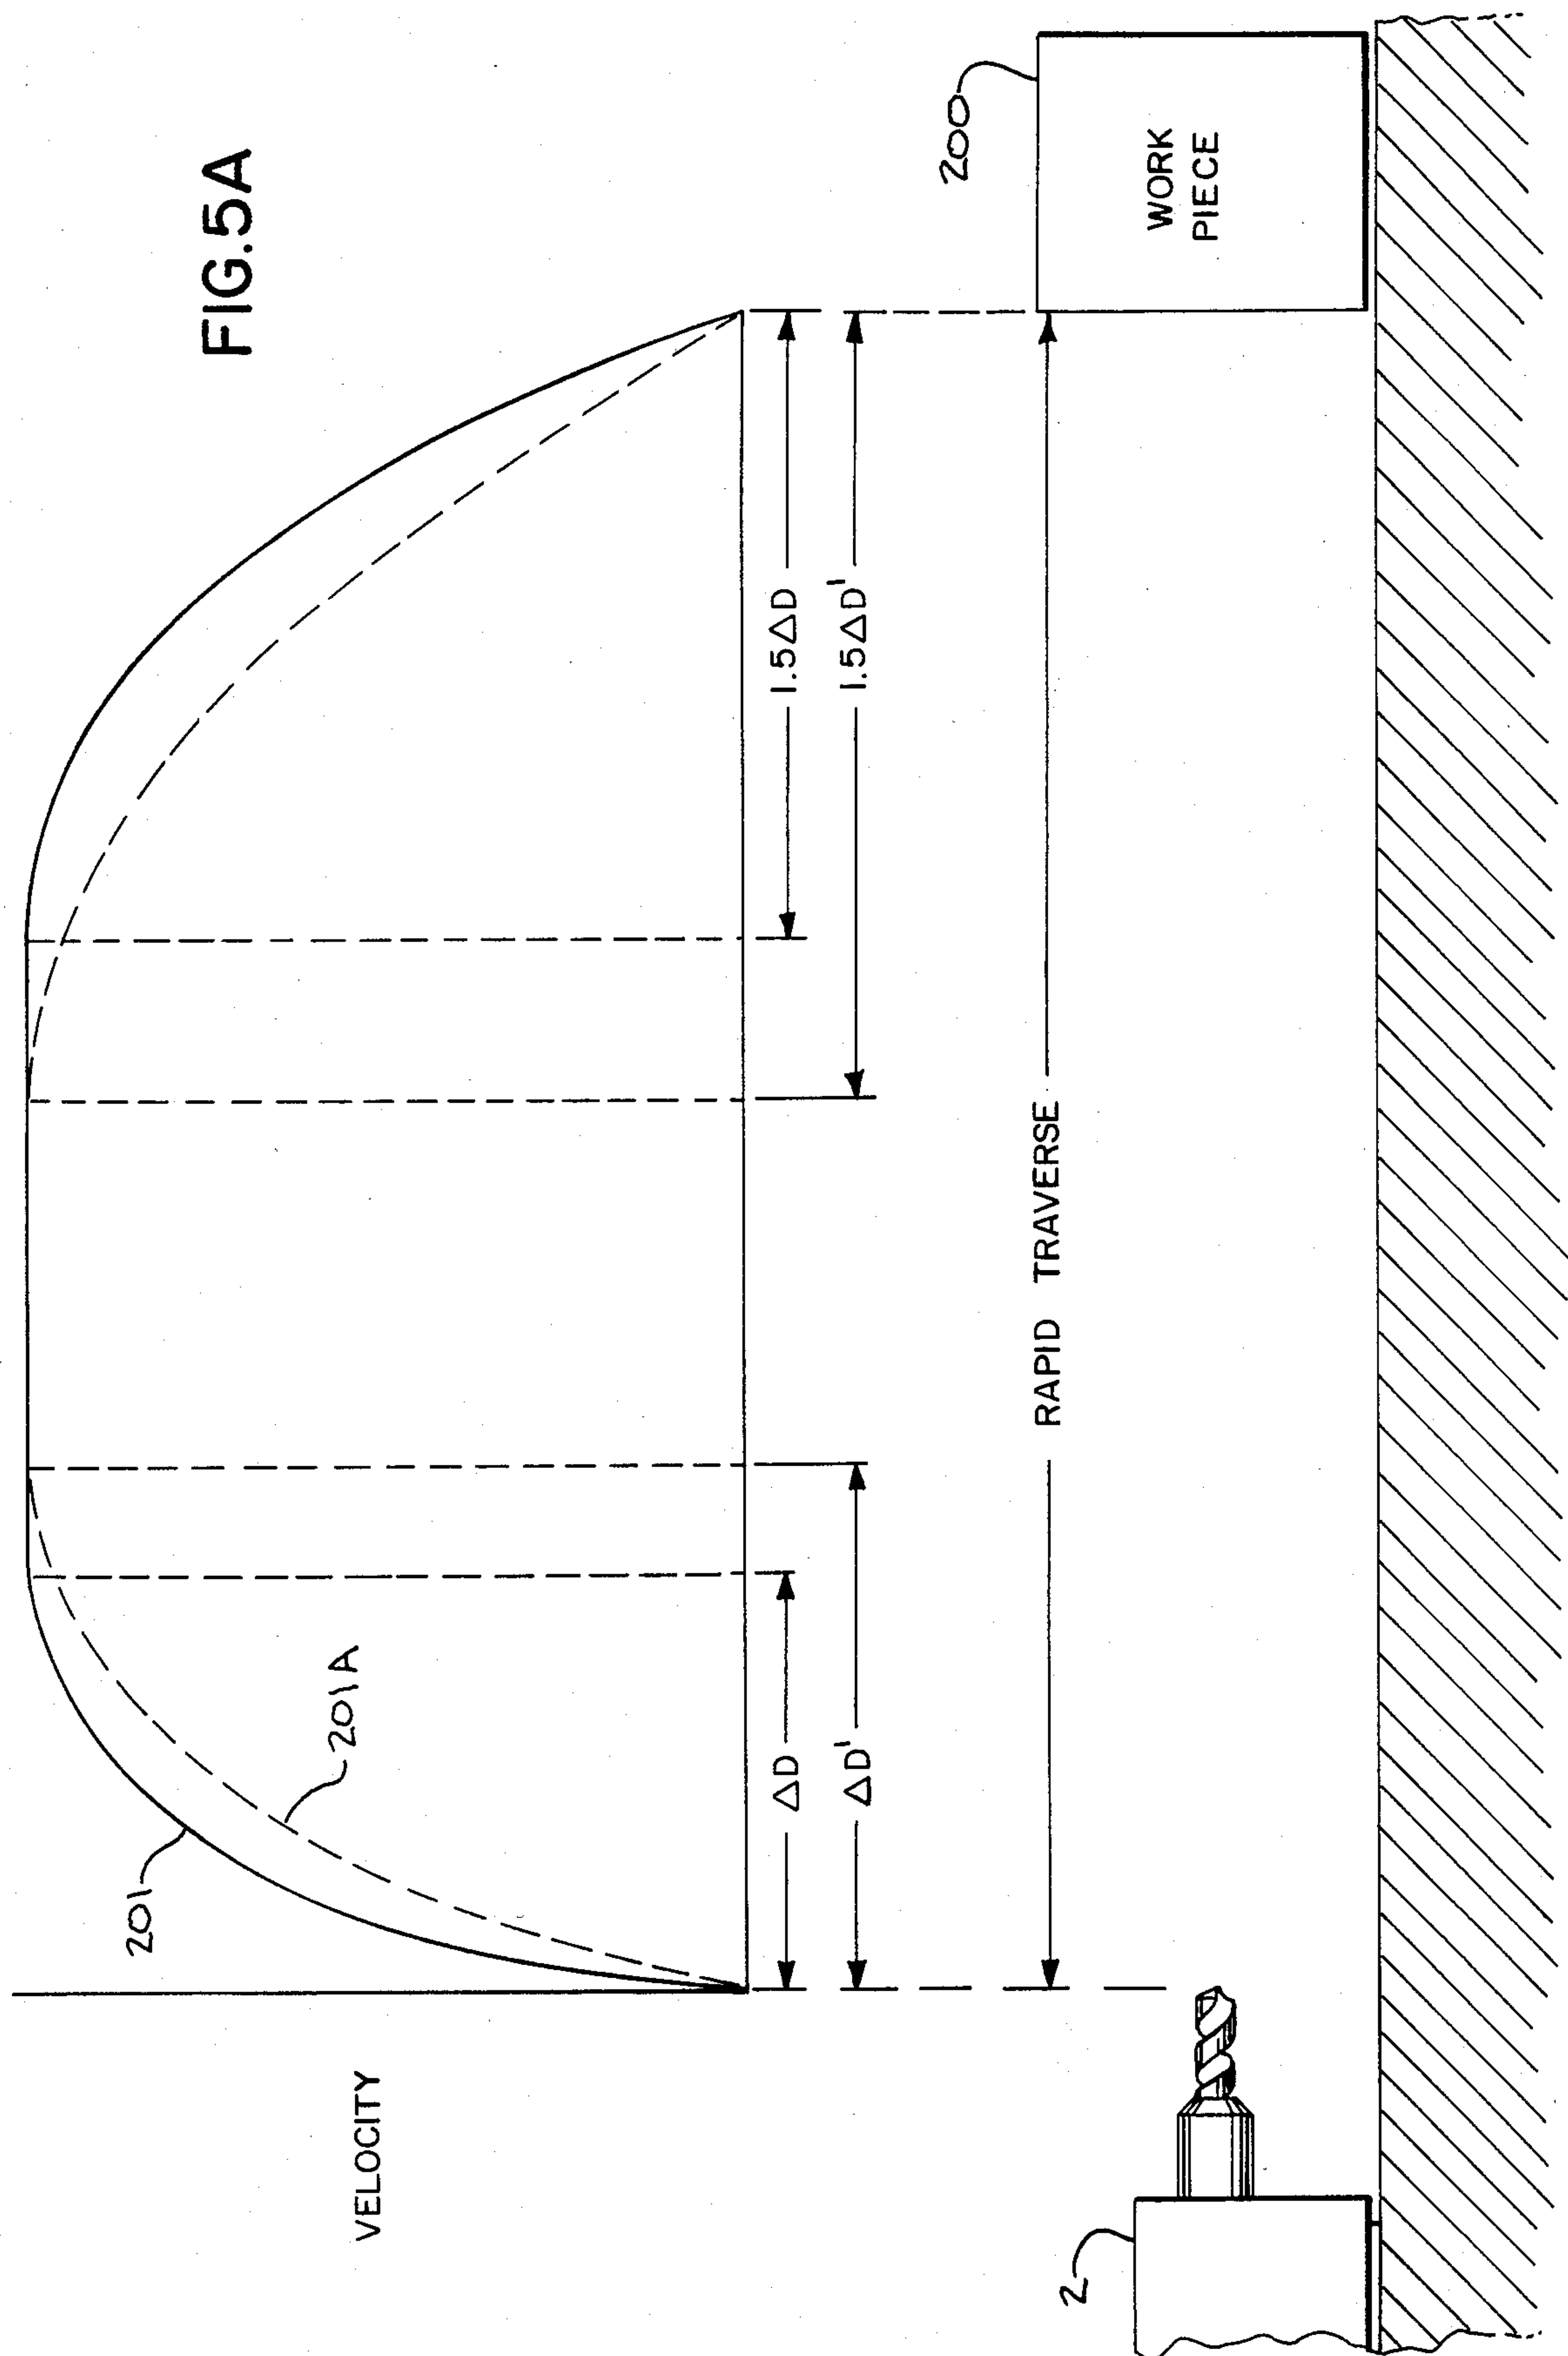 FIG.5A
VELOCITY
201
201A
ΔD
1.5ΔD
ΔD'
1.5ΔD'
RAPID TRAVERSE
200
WORK
PIECE
2